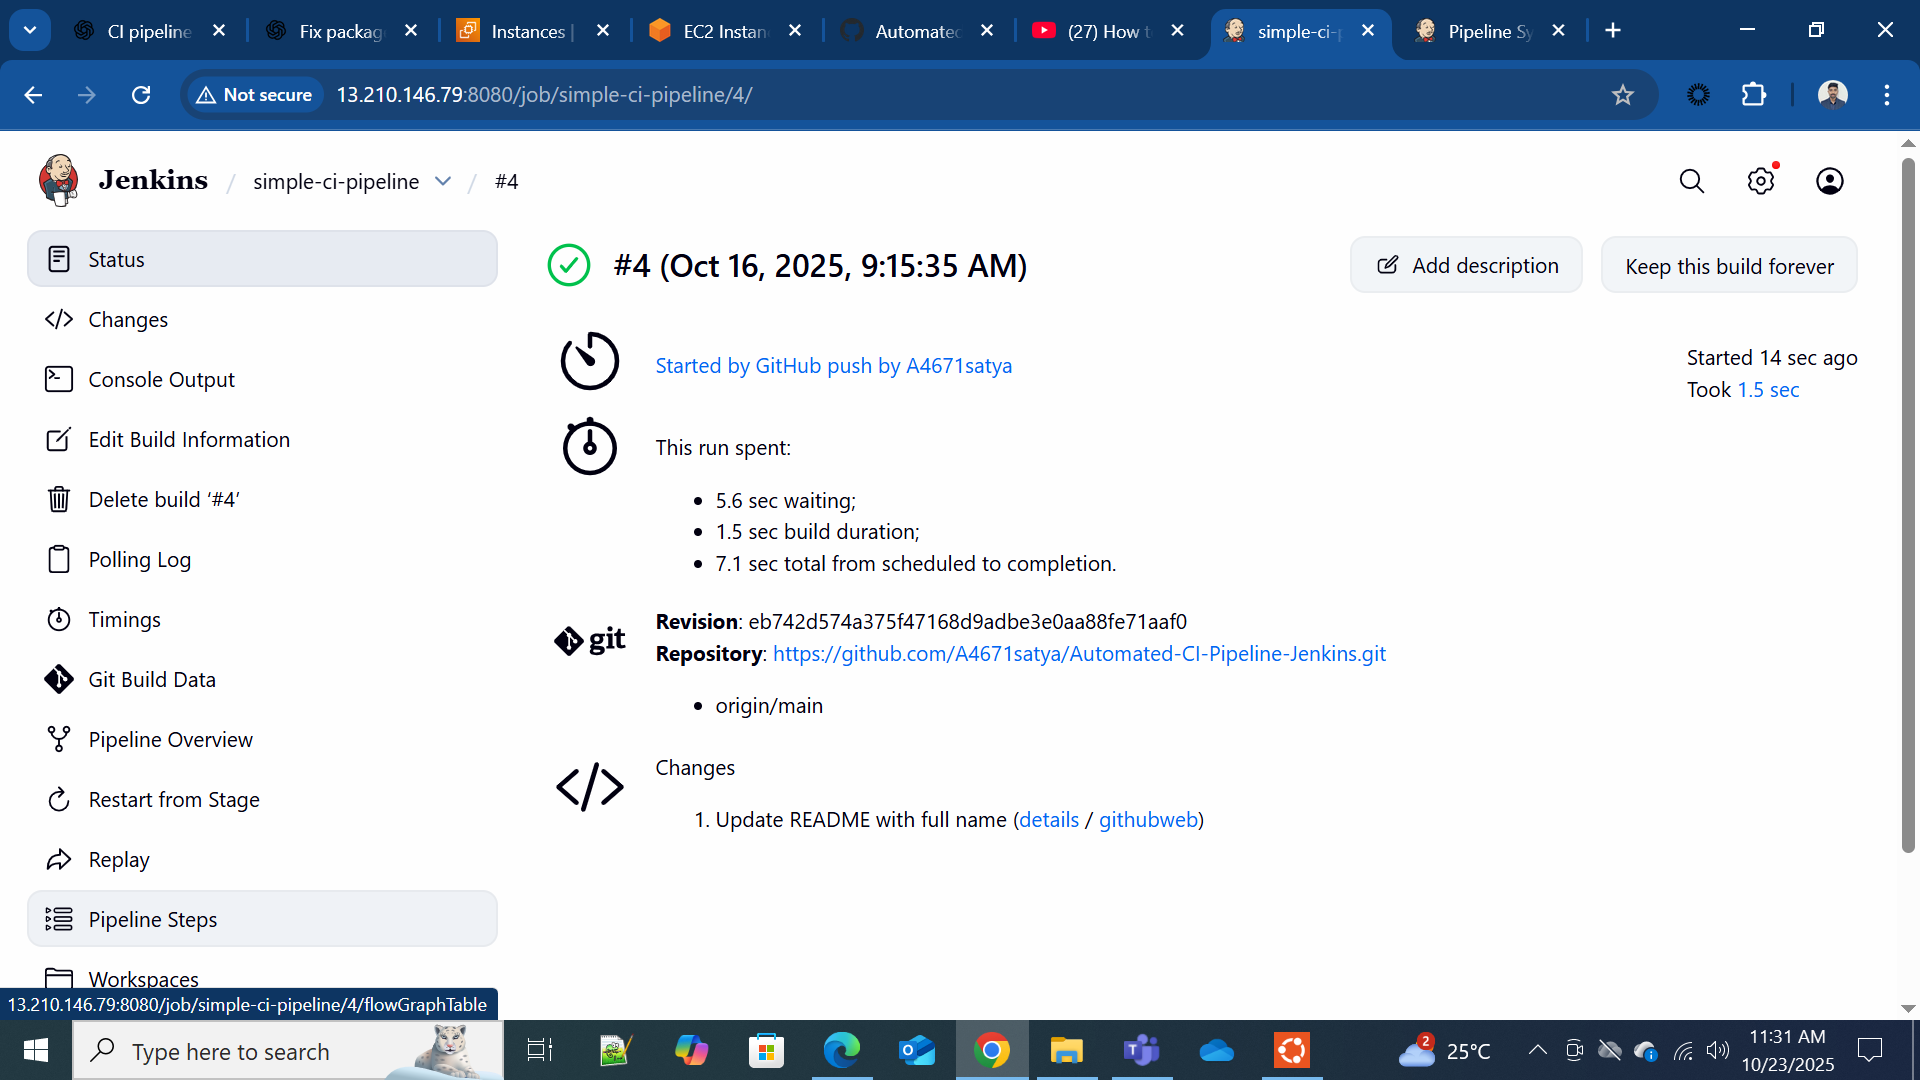 CI pipeline
Fix packag
Instances |
EC2 Instan
Automated
(27) How t
simple-ci-p
Pipeline Sy
Not secure
13.210.146.79:8080/job/simple-ci-pipeline/4/
Jenkins / simple-ci-pipeline / #4
Status
Changes
Console Output
Edit Build Information
Delete build ‘#4’
Polling Log
Timings
Git Build Data
Pipeline Overview
Restart from Stage
Replay
Pipeline Steps
Workspaces
#4 (Oct 16, 2025, 9:15:35 AM)
Add description
Keep this build forever
Started by GitHub push by A4671satya
Started 14 sec ago
Took 1.5 sec
This run spent:
• 5.6 sec waiting;
• 1.5 sec build duration;
• 7.1 sec total from scheduled to completion.
git
Revision: eb742d574a375f47168d9adbe3e0aa88fe71aaf0
Repository: https://github.com/A4671satya/Automated-CI-Pipeline-Jenkins.git
• origin/main
Changes
1. Update README with full name (details / githubweb)
13.210.146.79:8080/job/simple-ci-pipeline/4/flowGraphTable
Type here to search
2
25°C
11:31 AM
10/23/2025